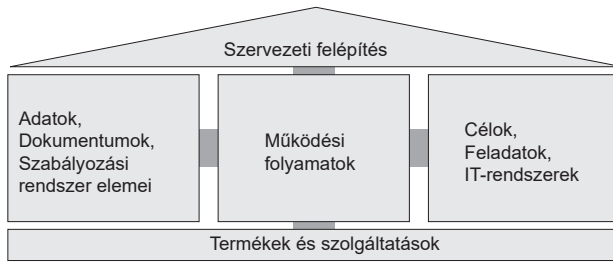 Szervezeti felépítés
Adatok,
Dokumentumok,
Szabályozási
rendszer elemei
Működési
folyamatok
Célok,
Feladatok,
IT-rendszerek
Termékek és szolgáltatások